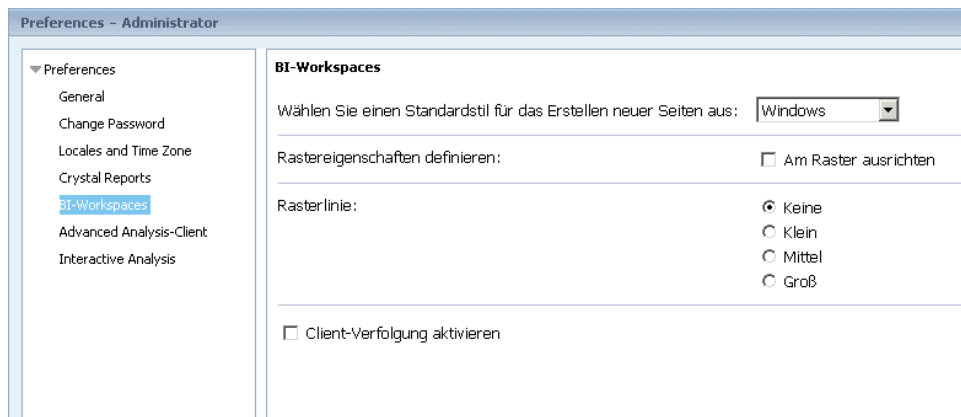 Preferences – Administrator
Preferences
General
Change Password
Locales and Time Zone
Crystal Reports
BI-Workspaces
Advanced Analysis-Client
Interactive Analysis
BI-Workspaces
Wählen Sie einen Standardstil für das Erstellen neuer Seiten aus: Windows
Rastereigenschaften definieren: Am Raster ausrichten
Rasterlinie: Keine
Klein
Mittel
Groß
Client-Verfolgung aktivieren